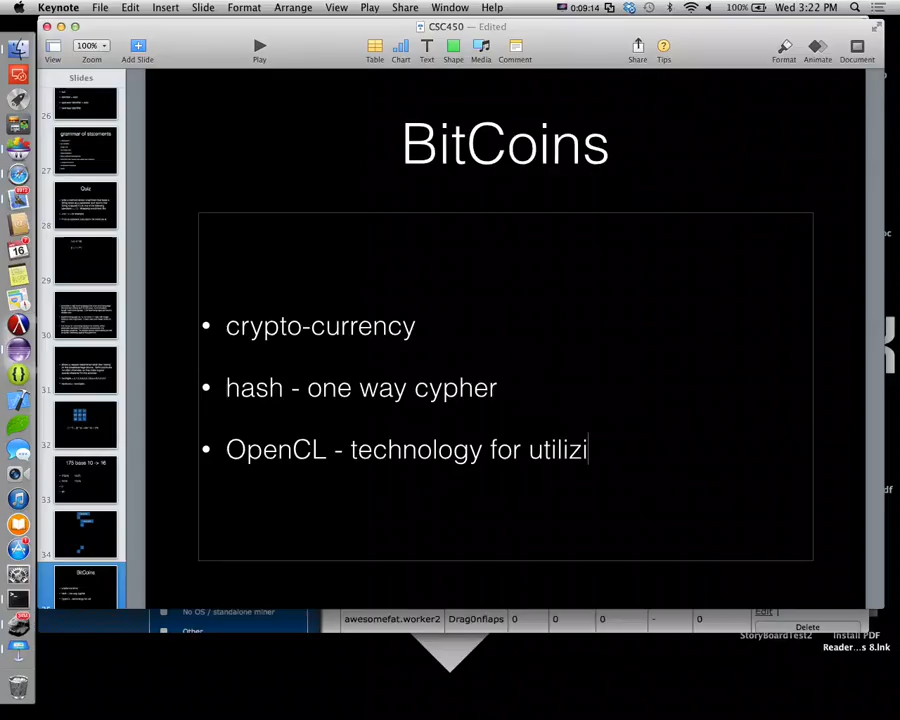 Keynote File Edit Insert Slide Format Arrange View Play Share Window Help 0:09:14 100% Wed 3:22 PM
CSC450 — Edited
100%
View Zoom Add Slide Play Table Chart Text Shape Media Comment Share Tips Format Animate Document
Slides
BitCoins
• crypto-currency
• hash - one way cypher
• OpenCL - technology for utilizi
26
grammar of statements
27
Quiz
28
29
30
31
32
175 base 10 -> 16
33
34
BitCoins
No OS / standalone miner
Other
awesomefat.worker2 Drag0nflaps 0 0 0 - 0 Edit
Delete
StoryBoardTest2 Install PDF
Reader...s 8.lnk